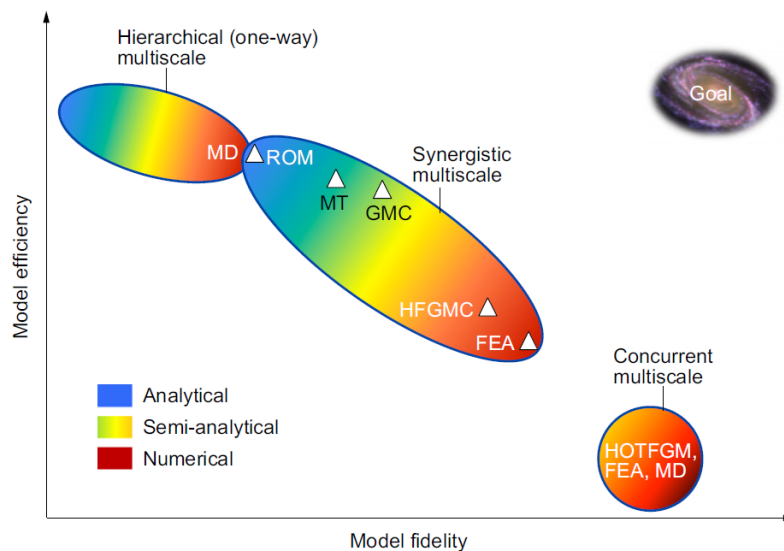 Hierarchical (one-way)
multiscale
Goal
MD
ROM
Synergistic
multiscale
MT
GMC
HFGMC
FEA
Concurrent
multiscale
HOTFGM,
FEA, MD
Analytical
Semi-analytical
Numerical
Model efficiency
Model fidelity